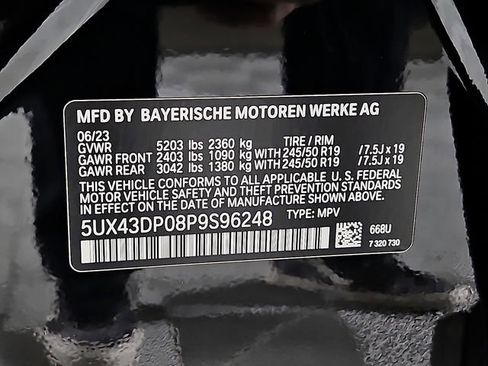 MFD BY BAYERISCHE MOTOREN WERKE AG
06/23
GVWR 5203 lbs 2360 kg TIRE / RIM
GAWR FRONT 2403 lbs 1090 kg WITH 245/50 R19 / 7.5J x 19
GAWR REAR 3042 lbs 1380 kg WITH 245/50 R19 / 7.5J x 19
THIS VEHICLE CONFORMS TO ALL APPLICABLE U. S. FEDERAL
MOTOR VEHICLE SAFETY AND THEFT PREVENTION STANDARDS
IN EFFECT ON THE DATE OF MANUFACTURE SHOWN ABOVE.
5UX43DP08P9S96248 TYPE: MPV
668U
7 320 730